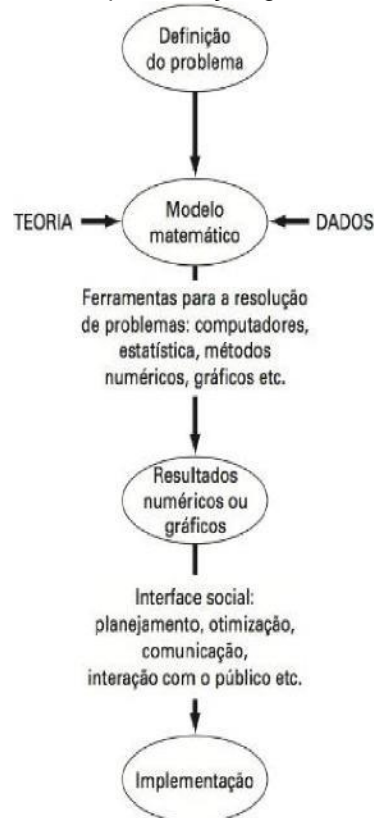 Definição
do problema
TEORIA
Modelo
matemático
DADOS
Ferramentas para a resolução
de problemas: computadores,
estatística, métodos
numéricos, gráficos etc.
Resultados
numéricos ou
gráficos
Interface social:
planejamento, otimização,
comunicação,
interação com o público etc.
Implementação